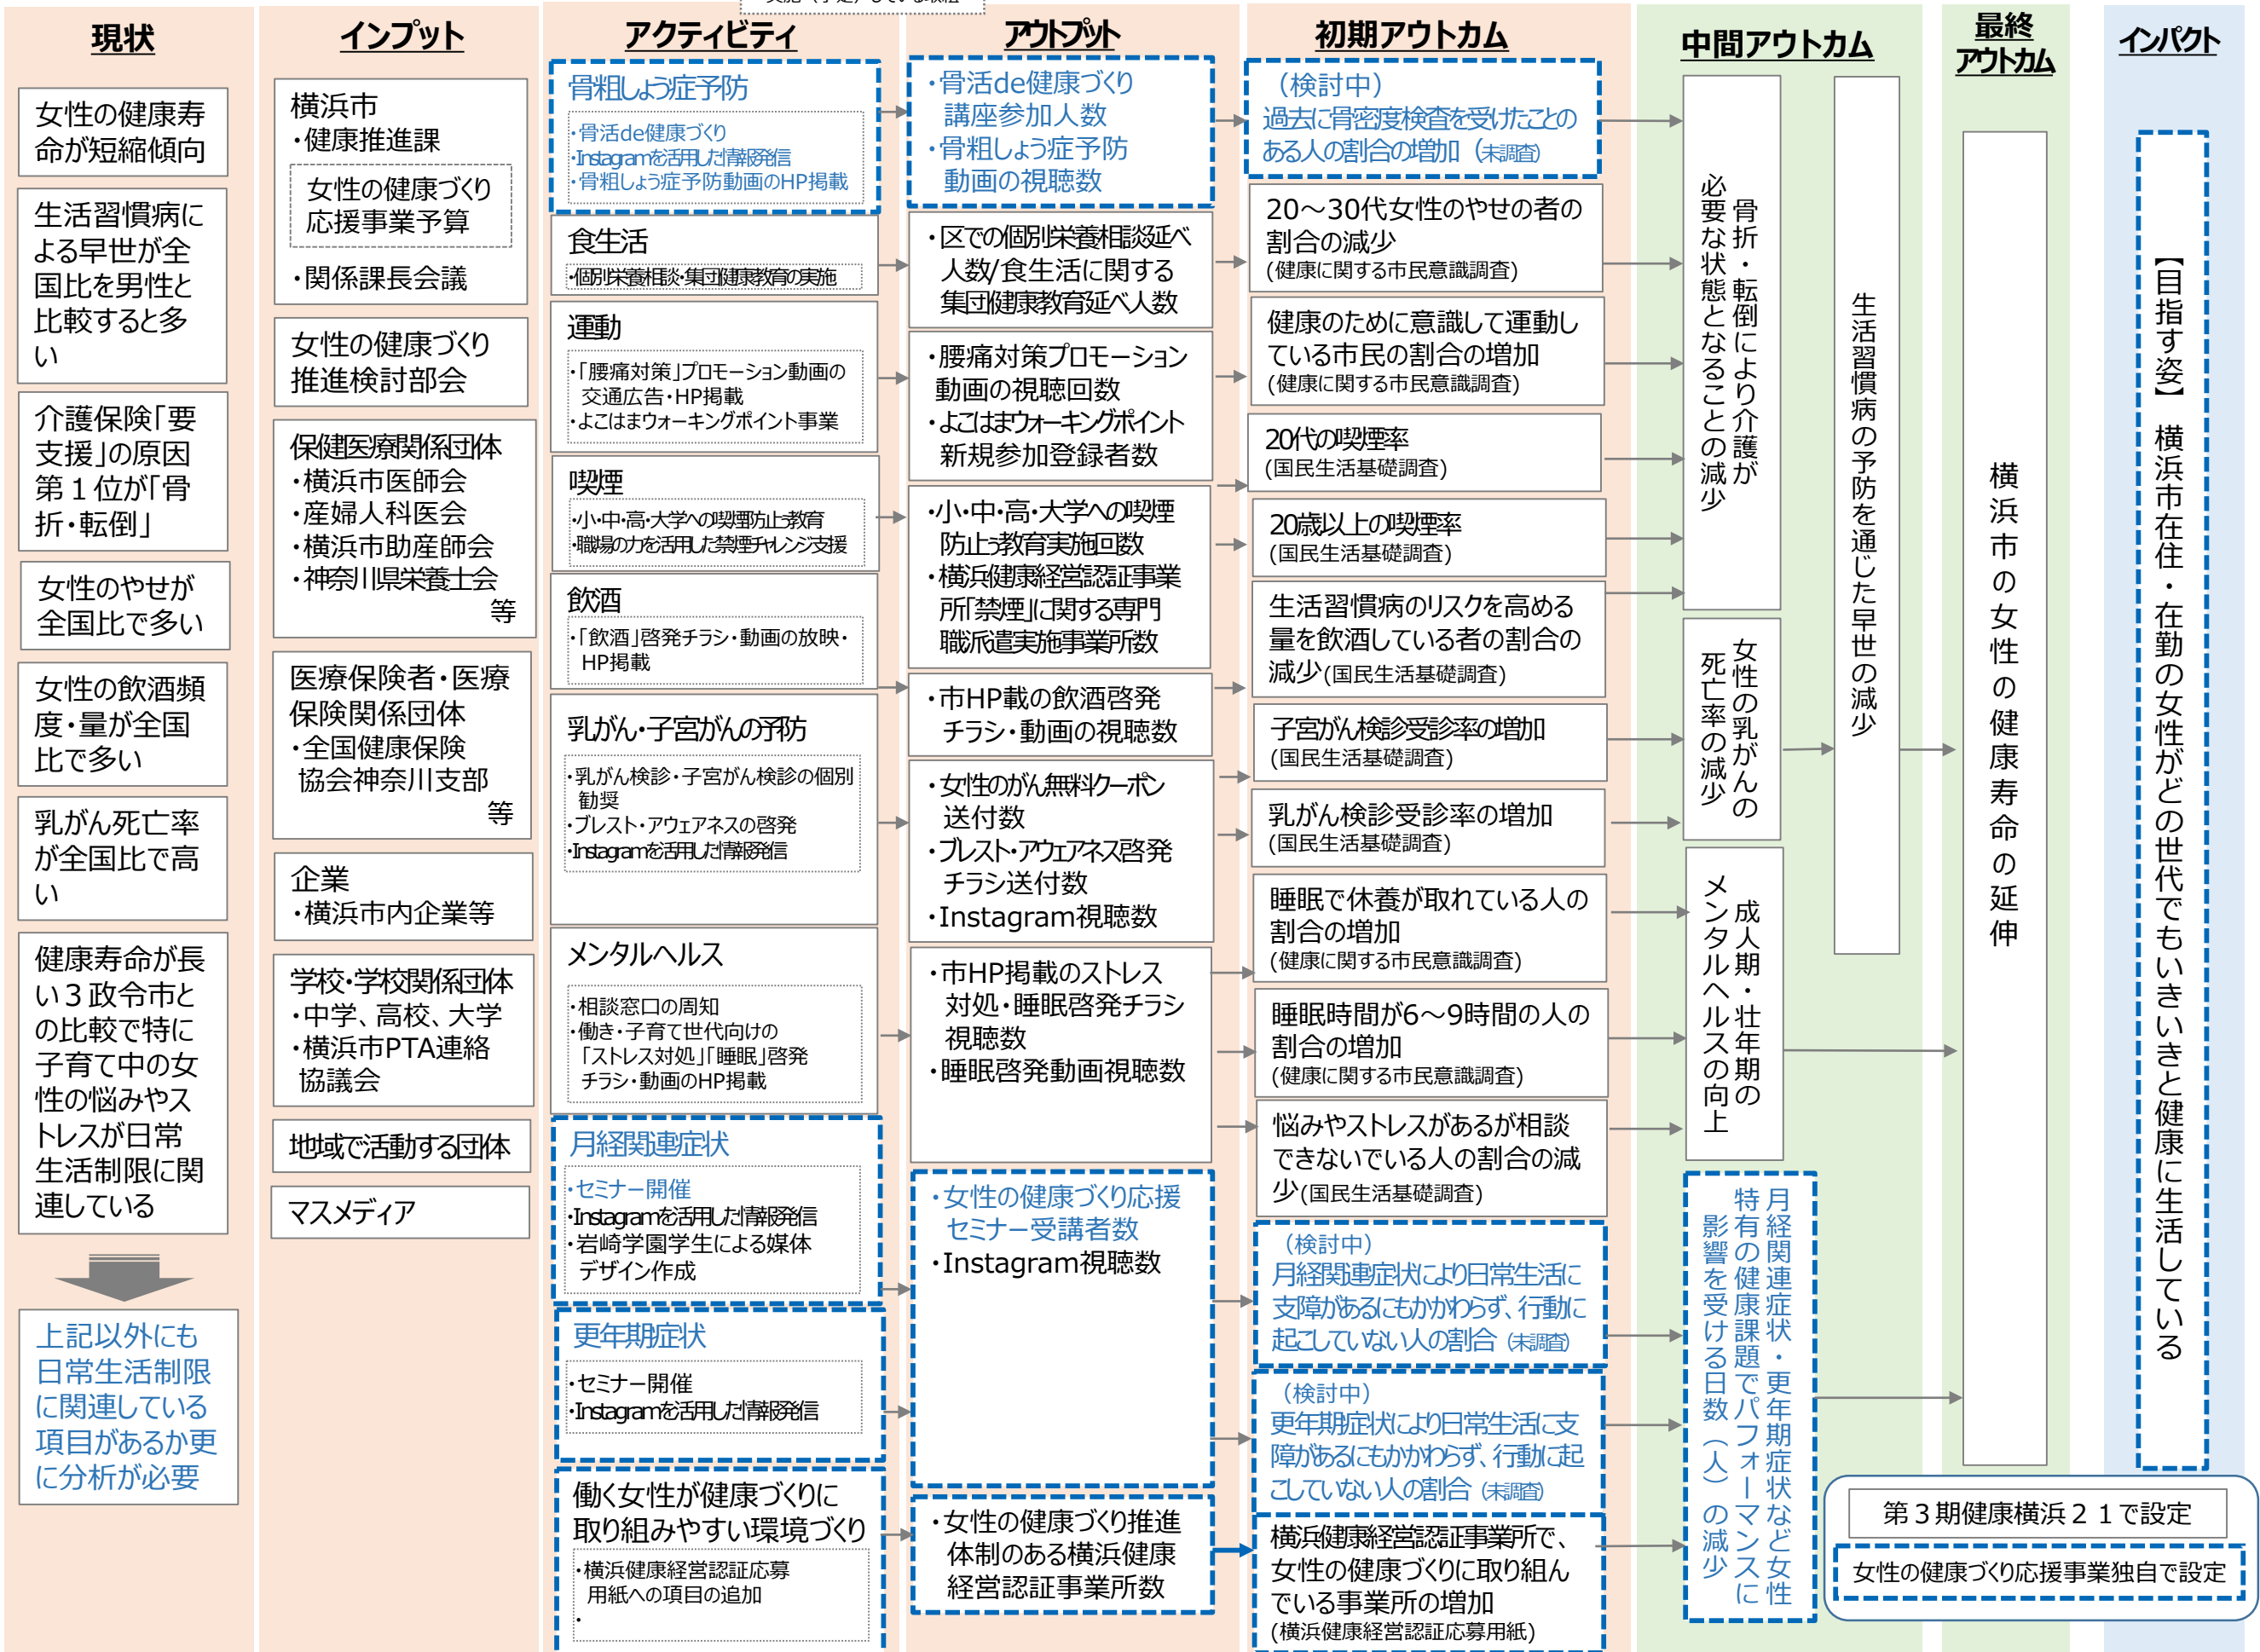 実施（予定）している取組
現状
女性の健康寿
命が短縮傾向
生活習慣病に
よる早世が全
国比を男性と
比較すると多
い
介護保険「要
支援」の原因
第１位が「骨
折・転倒」
女性のやせが
全国比で多い
女性の飲酒頻
度・量が全国
比で多い
乳がん死亡率
が全国比で高
い
健康寿命が長
い３政令市と
の比較で特に
子育て中の女
性の悩みやス
トレスが日常
生活制限に関
連している
上記以外にも
日常生活制限
に関連している
項目があるか更
に分析が必要
インプット
横浜市
・健康推進課
女性の健康づくり
応援事業予算
・関係課長会議
女性の健康づくり
推進検討部会
保健医療関係団体
・横浜市医師会
・産婦人科医会
・横浜市助産師会
・神奈川県栄養士会
等
医療保険者・医療
保険関係団体
・全国健康保険
協会神奈川支部
等
企業
・横浜市内企業等
学校・学校関係団体
・中学、高校、大学
・横浜市PTA連絡
協議会
地域で活動する団体
マスメディア
アクティビティ
骨粗しょう症予防
・骨活de健康づくり
・Instagramを活用した情報発信
・骨粗しょう症予防動画のHP掲載
食生活
・個別栄養相談・集団健康教育の実施
運動
・「腰痛対策」プロモーション動画の
交通広告・HP掲載
・よこはまウォーキングポイント事業
喫煙
・小・中・高・大学への喫煙防止教育
・職場の力を活用した禁煙チャレンジ支援
飲酒
・「飲酒」啓発チラシ・動画の放映・
HP掲載
乳がん・子宮がんの予防
・乳がん検診・子宮がん検診の個別
勧奨
・ブレスト・アウェアネスの啓発
・Instagramを活用した情報発信
メンタルヘルス
・相談窓口の周知
・働き・子育て世代向けの
「ストレス対処」「睡眠」啓発
チラシ・動画のHP掲載
月経関連症状
・セミナー開催
・Instagramを活用した情報発信
・岩崎学園学生による媒体
デザイン作成
更年期症状
・セミナー開催
・Instagramを活用した情報発信
働く女性が健康づくりに
取り組みやすい環境づくり
・横浜健康経営認証応募
用紙への項目の追加
・
アウトプット
・骨活de健康づくり
講座参加人数
・骨粗しょう症予防
動画の視聴数
・区での個別栄養相談延べ
人数/食生活に関する
集団健康教育延べ人数
・腰痛対策プロモーション
動画の視聴回数
・よこはまウォーキングポイント
新規参加登録者数
・小・中・高・大学への喫煙
防止教育実施回数
・横浜健康経営認証事業
所「禁煙」に関する専門
職派遣実施事業所数
・市HP載の飲酒啓発
チラシ・動画の視聴数
・女性のがん無料クーポン
送付数
・ブレスト・アウェアネス啓発
チラシ送付数
・Instagram視聴数
・市HP掲載のストレス
対処・睡眠啓発チラシ
視聴数
・睡眠啓発動画視聴数
・女性の健康づくり応援
セミナー受講者数
・Instagram視聴数
・女性の健康づくり推進
体制のある横浜健康
経営認証事業所数
初期アウトカム
（検討中）
過去に骨密度検査を受けたことの
ある人の割合の増加（未調査）
20～30代女性のやせの者の
割合の減少
(健康に関する市民意識調査)
健康のために意識して運動し
ている市民の割合の増加
(健康に関する市民意識調査)
20代の喫煙率
(国民生活基礎調査)
20歳以上の喫煙率
(国民生活基礎調査)
生活習慣病のリスクを高める
量を飲酒している者の割合の
減少(国民生活基礎調査)
子宮がん検診受診率の増加
(国民生活基礎調査)
乳がん検診受診率の増加
(国民生活基礎調査)
睡眠で休養が取れている人の
割合の増加
(健康に関する市民意識調査)
睡眠時間が6～9時間の人の
割合の増加
(健康に関する市民意識調査)
悩みやストレスがあるが相談
できないでいる人の割合の減
少(国民生活基礎調査)
（検討中）
月経関連症状により日常生活に
支障があるにもかかわらず、行動に
起こしていない人の割合（未調査）
（検討中）
更年期症状により日常生活に支
障があるにもかかわらず、行動に起
こしていない人の割合（未調査）
横浜健康経営認証事業所で、
女性の健康づくりに取り組ん
でいる事業所の増加
(横浜健康経営認証応募用紙)
中間アウトカム
骨折・転倒により介護が
必要な状態となることの減少
女性の乳がんの
死亡率の減少
成人期・壮年期の
メンタルヘルスの向上
月経関連症状・更年期症状など女性
特有の健康課題でパフォーマンスに
影響を受ける日数（人）の減少
生活習慣病の予防を通じた早世の減少
最終
アウトカム
横浜市の女性の健康寿命の延伸
インパクト
【目指す姿】　横浜市在住・在勤の女性がどの世代でもいきいきと健康に生活している
第３期健康横浜２１で設定
女性の健康づくり応援事業独自で設定